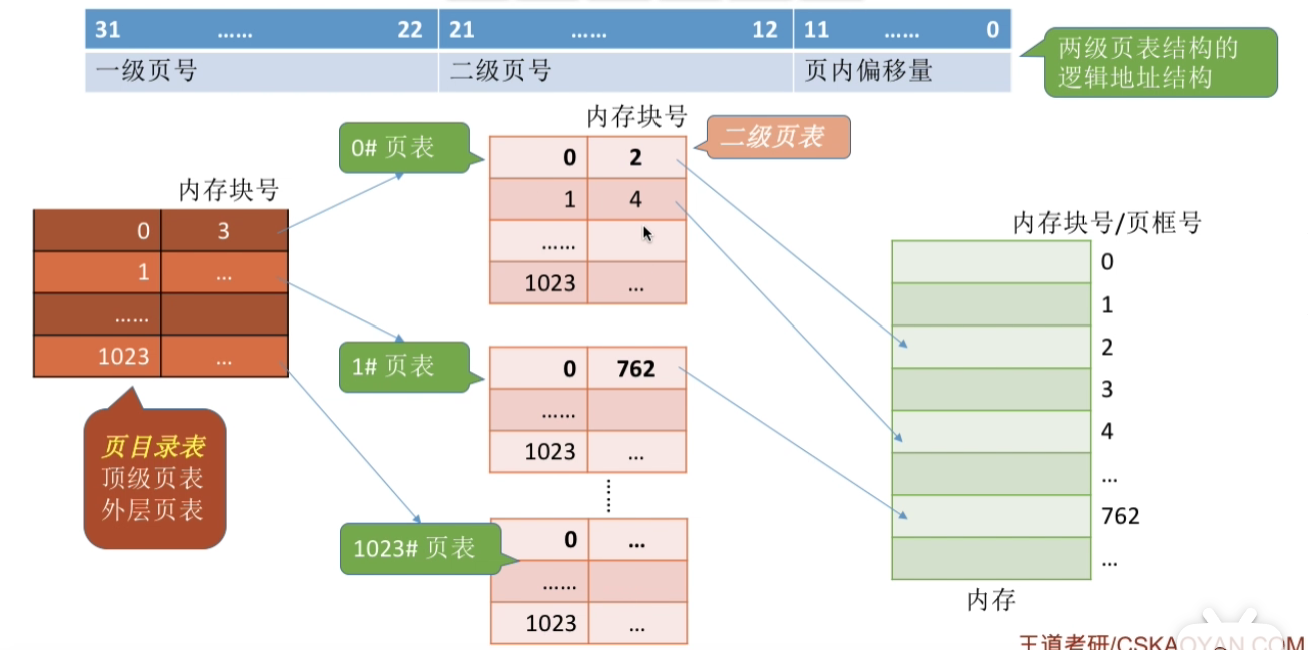 31 …… 22 21 …… 12 11 …… 0
一级页号 二级页号 页内偏移量
两级页表结构的
逻辑地址结构
内存块号
0 3
1 ...
……
1023 ...
页目录表
顶级页表
外层页表
0# 页表
内存块号
二级页表
0 2
1 4
……
1023 ...
1# 页表
0 762
……
1023 ...
1023# 页表
0 ...
……
1023 ...
内存块号/页框号
0
1
2
3
4
...
762
...
内存
王道考研/CSKAOYAN.COM